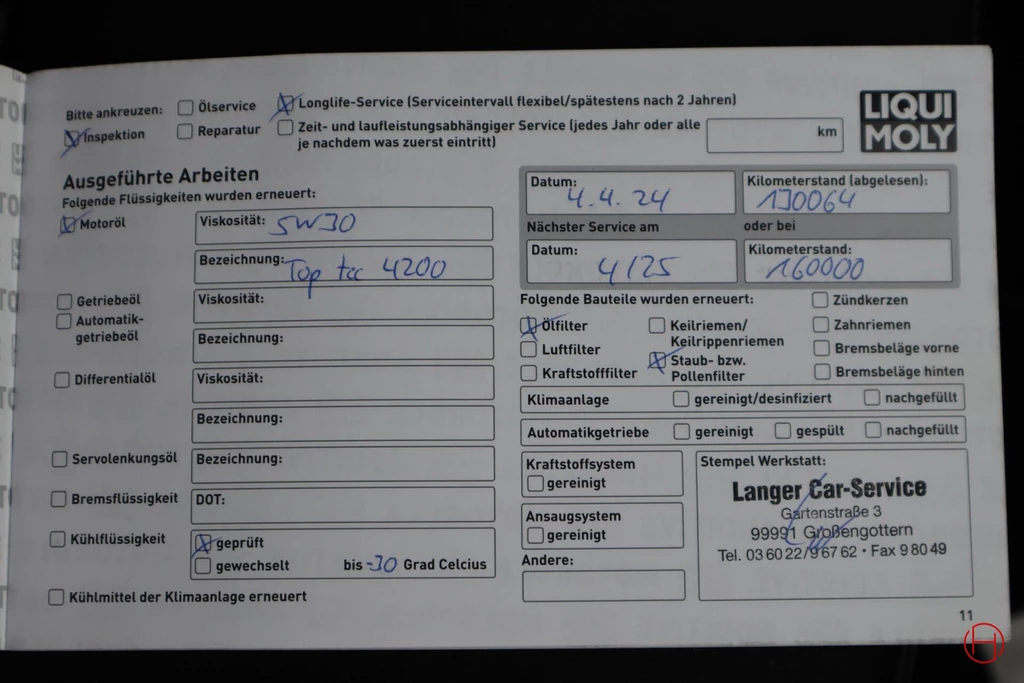 Bitte ankreuzen: Ölservice Longlife-Service (Serviceintervall flexibel/spätestens nach 2 Jahren)
Inspektion Reparatur Zeit- und laufleistungsabhängiger Service (jedes Jahr oder alle km
je nachdem was zuerst eintritt)
LIQUI
MOLY
Ausgeführte Arbeiten
Folgende Flüssigkeiten wurden erneuert:
Motoröl Viskosität: 5W30
Bezeichnung: Top tec 4200
Getriebeöl Viskosität:
Automatik-
getriebeöl
Bezeichnung:
Differentialöl Viskosität:
Bezeichnung:
Servolenkungsöl Bezeichnung:
Bremsflüssigkeit DOT:
Kühlflüssigkeit geprüft
gewechselt bis -30 Grad Celcius
Kühlmittel der Klimaanlage erneuert
Datum: 4.4.24 Kilometerstand (abgelesen): 130064
Nächster Service am oder bei
Datum: 4/25 Kilometerstand: 160000
Folgende Bauteile wurden erneuert: Zündkerzen
Ölfilter Keilriemen/
Keilrippenriemen Zahnriemen
Luftfilter Staub- bzw.
Pollenfilter Bremsbeläge vorne
Kraftstofffilter Bremsbeläge hinten
Klimaanlage gereinigt/desinfiziert nachgefüllt
Automatikgetriebe gereinigt gespült nachgefüllt
Kraftstoffsystem
gereinigt
Ansaugsystem
gereinigt
Andere:
Stempel Werkstatt:
Langer Car-Service
Gartenstraße 3
99991 Großengottern
Tel. 03 60 22/9 67 62 • Fax 9 80 49
11